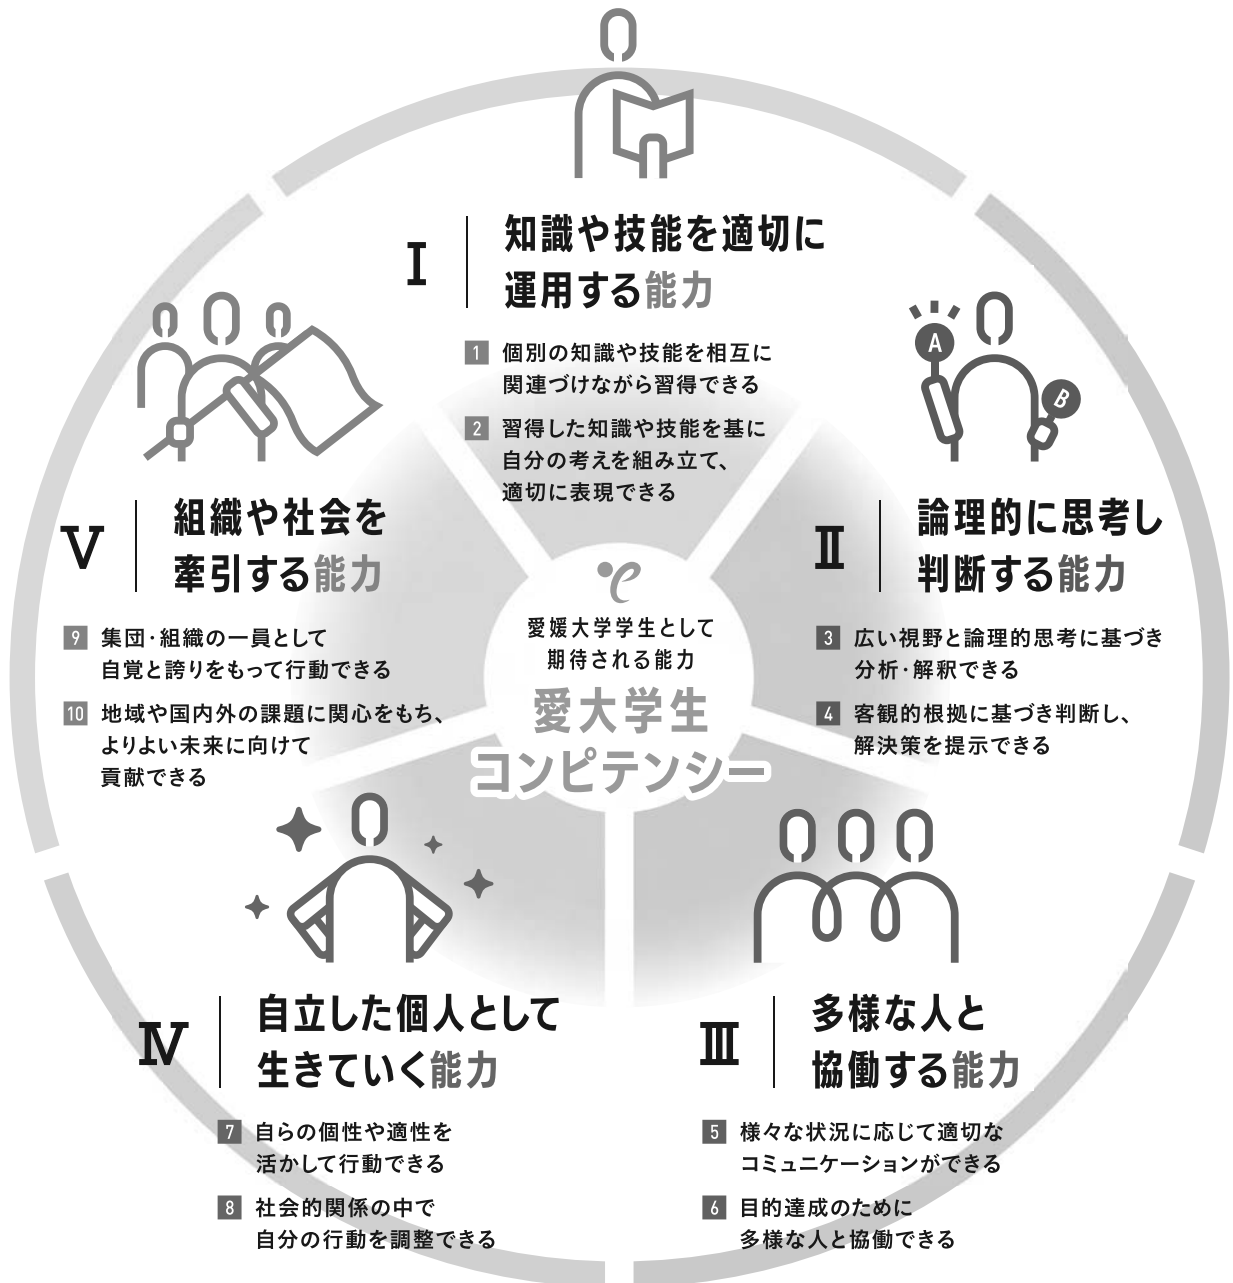 I
知識や技能を適切に
運用する能力
1 個別の知識や技能を相互に
関連づけながら習得できる
2 習得した知識や技能を基に
自分の考えを組み立て、
適切に表現できる
A
B
II
論理的に思考し
判断する能力
3 広い視野と論理的思考に基づき
分析・解釈できる
4 客観的根拠に基づき判断し、
解決策を提示できる
III
多様な人と
協働する能力
5 様々な状況に応じて適切な
コミュニケーションができる
6 目的達成のために
多様な人と協働できる
IV
自立した個人として
生きていく能力
7 自らの個性や適性を
活かして行動できる
8 社会的関係の中で
自分の行動を調整できる
V
組織や社会を
牽引する能力
9 集団・組織の一員として
自覚と誇りをもって行動できる
10 地域や国内外の課題に関心をもち、
よりよい未来に向けて
貢献できる
e
愛媛大学学生として
期待される能力
愛大学生
コンピテンシー